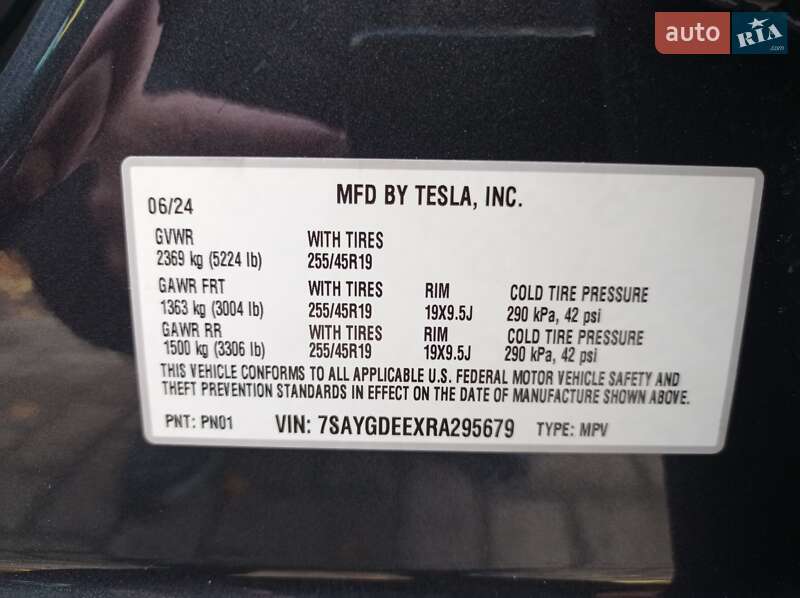 auto RIA.com
MFD BY TESLA, INC.
06/24
GVWR WITH TIRES
2369 kg (5224 lb) 255/45R19
GAWR FRT WITH TIRES RIM COLD TIRE PRESSURE
1363 kg (3004 lb) 255/45R19 19X9.5J 290 kPa, 42 psi
GAWR RR WITH TIRES RIM COLD TIRE PRESSURE
1500 kg (3306 lb) 255/45R19 19X9.5J 290 kPa, 42 psi
THIS VEHICLE CONFORMS TO ALL APPLICABLE U.S. FEDERAL MOTOR VEHICLE SAFETY AND
THEFT PREVENTION STANDARDS IN EFFECT ON THE DATE OF MANUFACTURE SHOWN ABOVE.
PNT: PN01 VIN: 7SAYGDEEXRA295679 TYPE: MPV